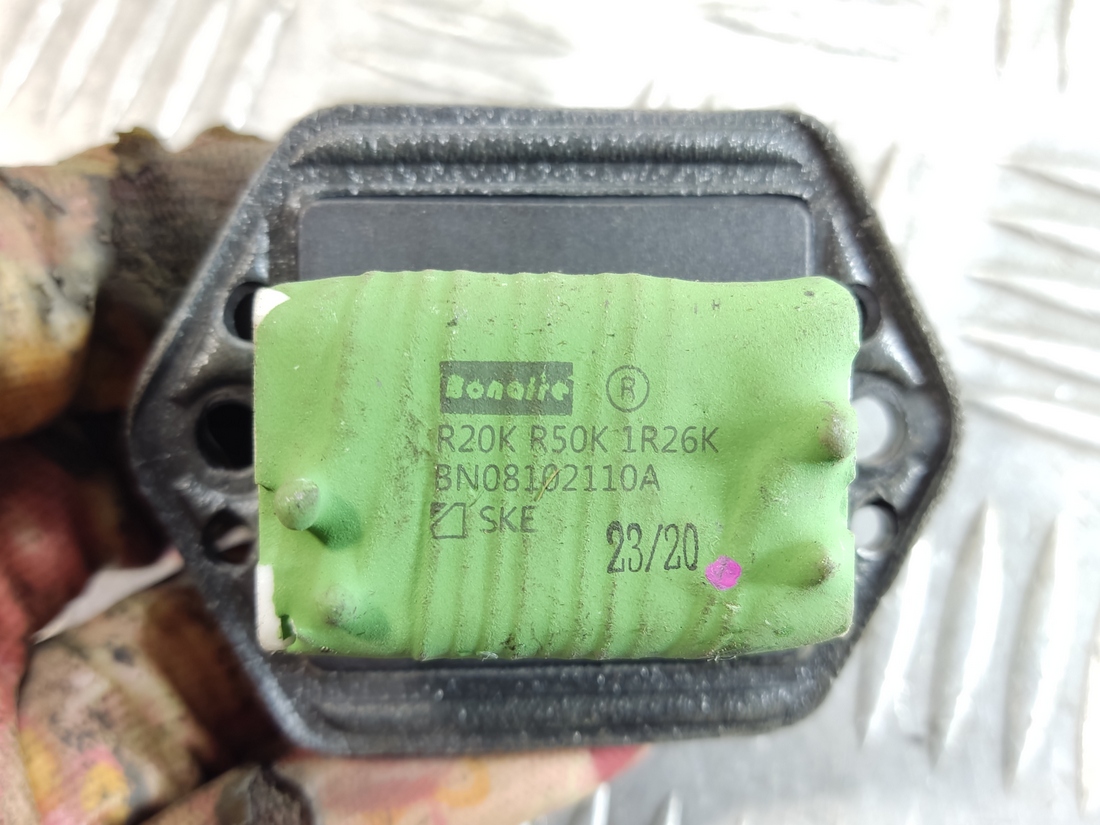 Bonaire ®
R20K R50K 1R26K
BN08102110A
SKE
23/20